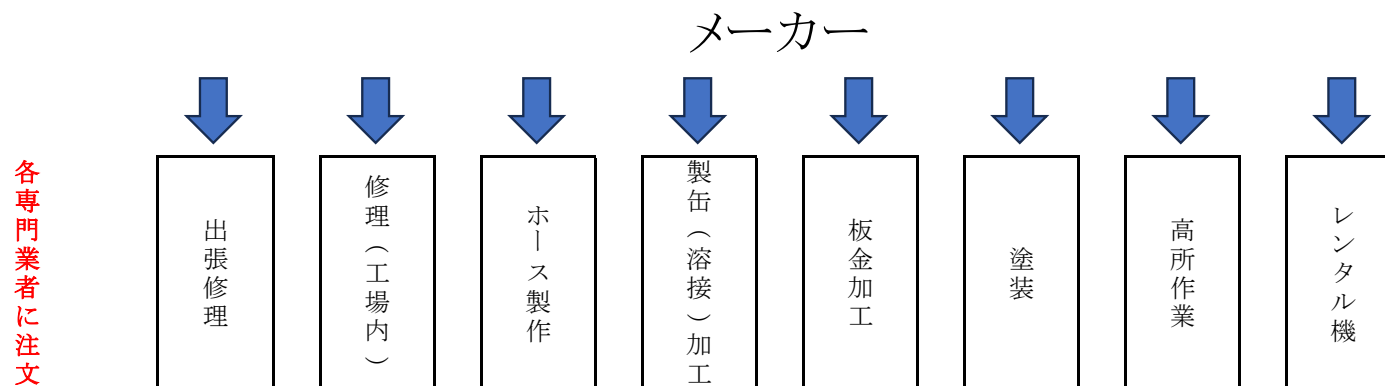 メーカー
各専門業者に注文
出張修理
修理（工場内）
ホース製作
製缶（溶接）加工
板金加工
塗装
高所作業
レンタル機